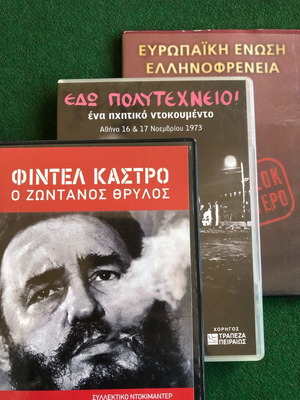 ΕΥΡΩΠΑΪΚΗ ΕΝΩΣΗ
ΕΛΛΗΝΟΦΡΕΝΕΙΑ
ΕΔΩ ΠΟΛΥΤΕΧΝΕΙΟ!
ένα ηχητικό ντοκουμέντο
Αθήνα 16 & 17 Νοεμβρίου 1973
ΦΙΝΤΕΛ ΚΑΣΤΡΟ
Ο ΖΩΝΤΑΝΟΣ ΘΡΥΛΟΣ
ΧΟΡΗΓΟΣ
ΤΡΑΠΕΖΑ
ΠΕΙΡΑΙΩΣ
ΣΥΛΛΕΚΤΙΚΟ ΝΤΟΚΙΜΑΝΤΕΡ